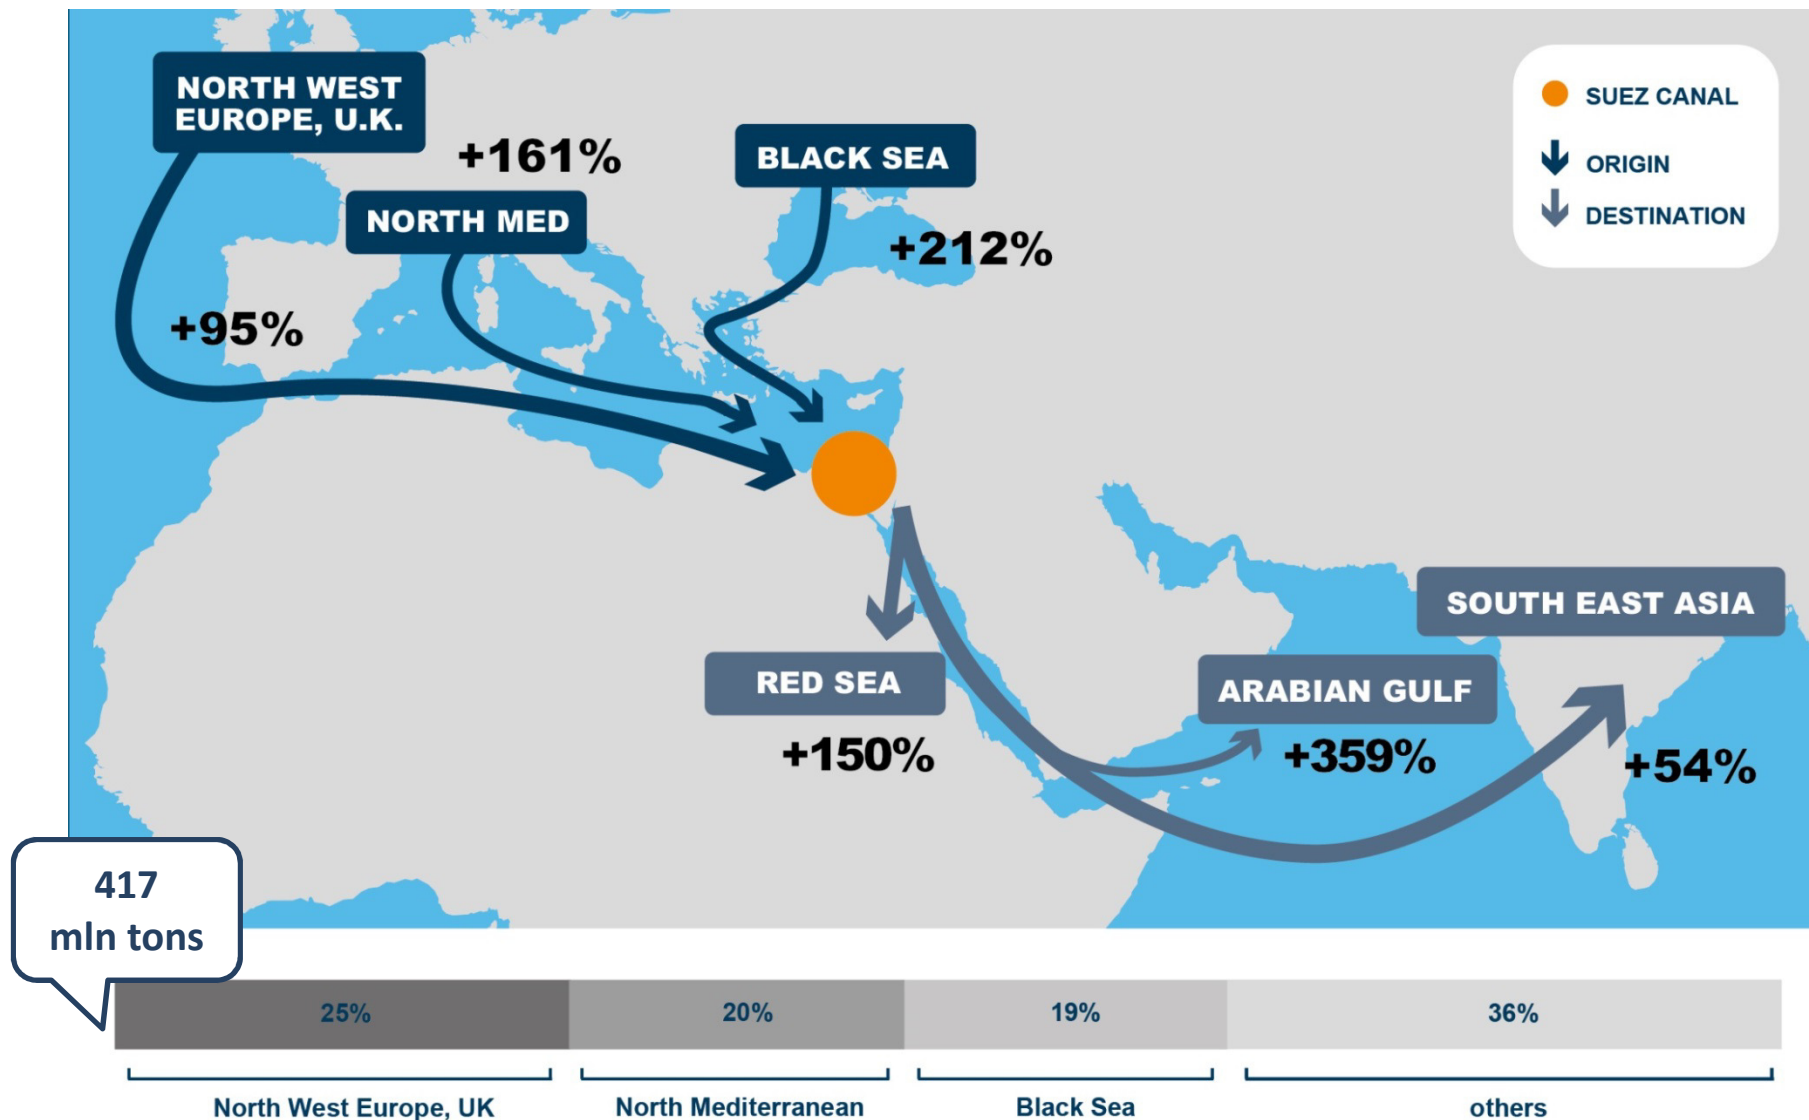 NORTH WEST
EUROPE, U.K.
+161%
BLACK SEA
NORTH MED
+212%
+95%
SUEZ CANAL
ORIGIN
DESTINATION
SOUTH EAST ASIA
RED SEA
ARABIAN GULF
+150%
+359%
+54%
417
mln tons
25%
20%
19%
36%
North West Europe, UK
North Mediterranean
Black Sea
others